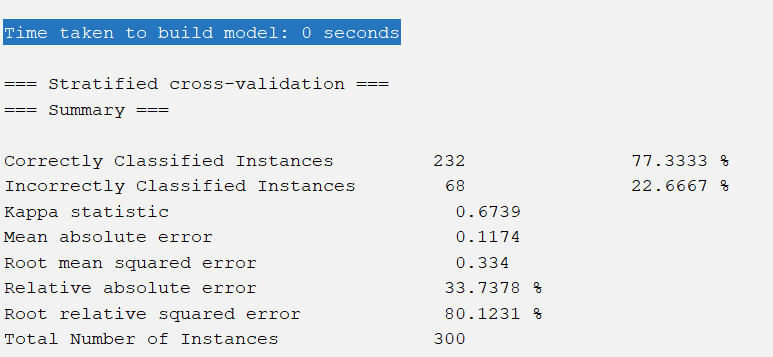 Time taken to build model: 0 seconds
=== Stratified cross-validation ===
=== Summary ===
Correctly Classified Instances 232 77.3333 %
Incorrectly Classified Instances 68 22.6667 %
Kappa statistic 0.6739
Mean absolute error 0.1174
Root mean squared error 0.334
Relative absolute error 33.7378 %
Root relative squared error 80.1231 %
Total Number of Instances 300